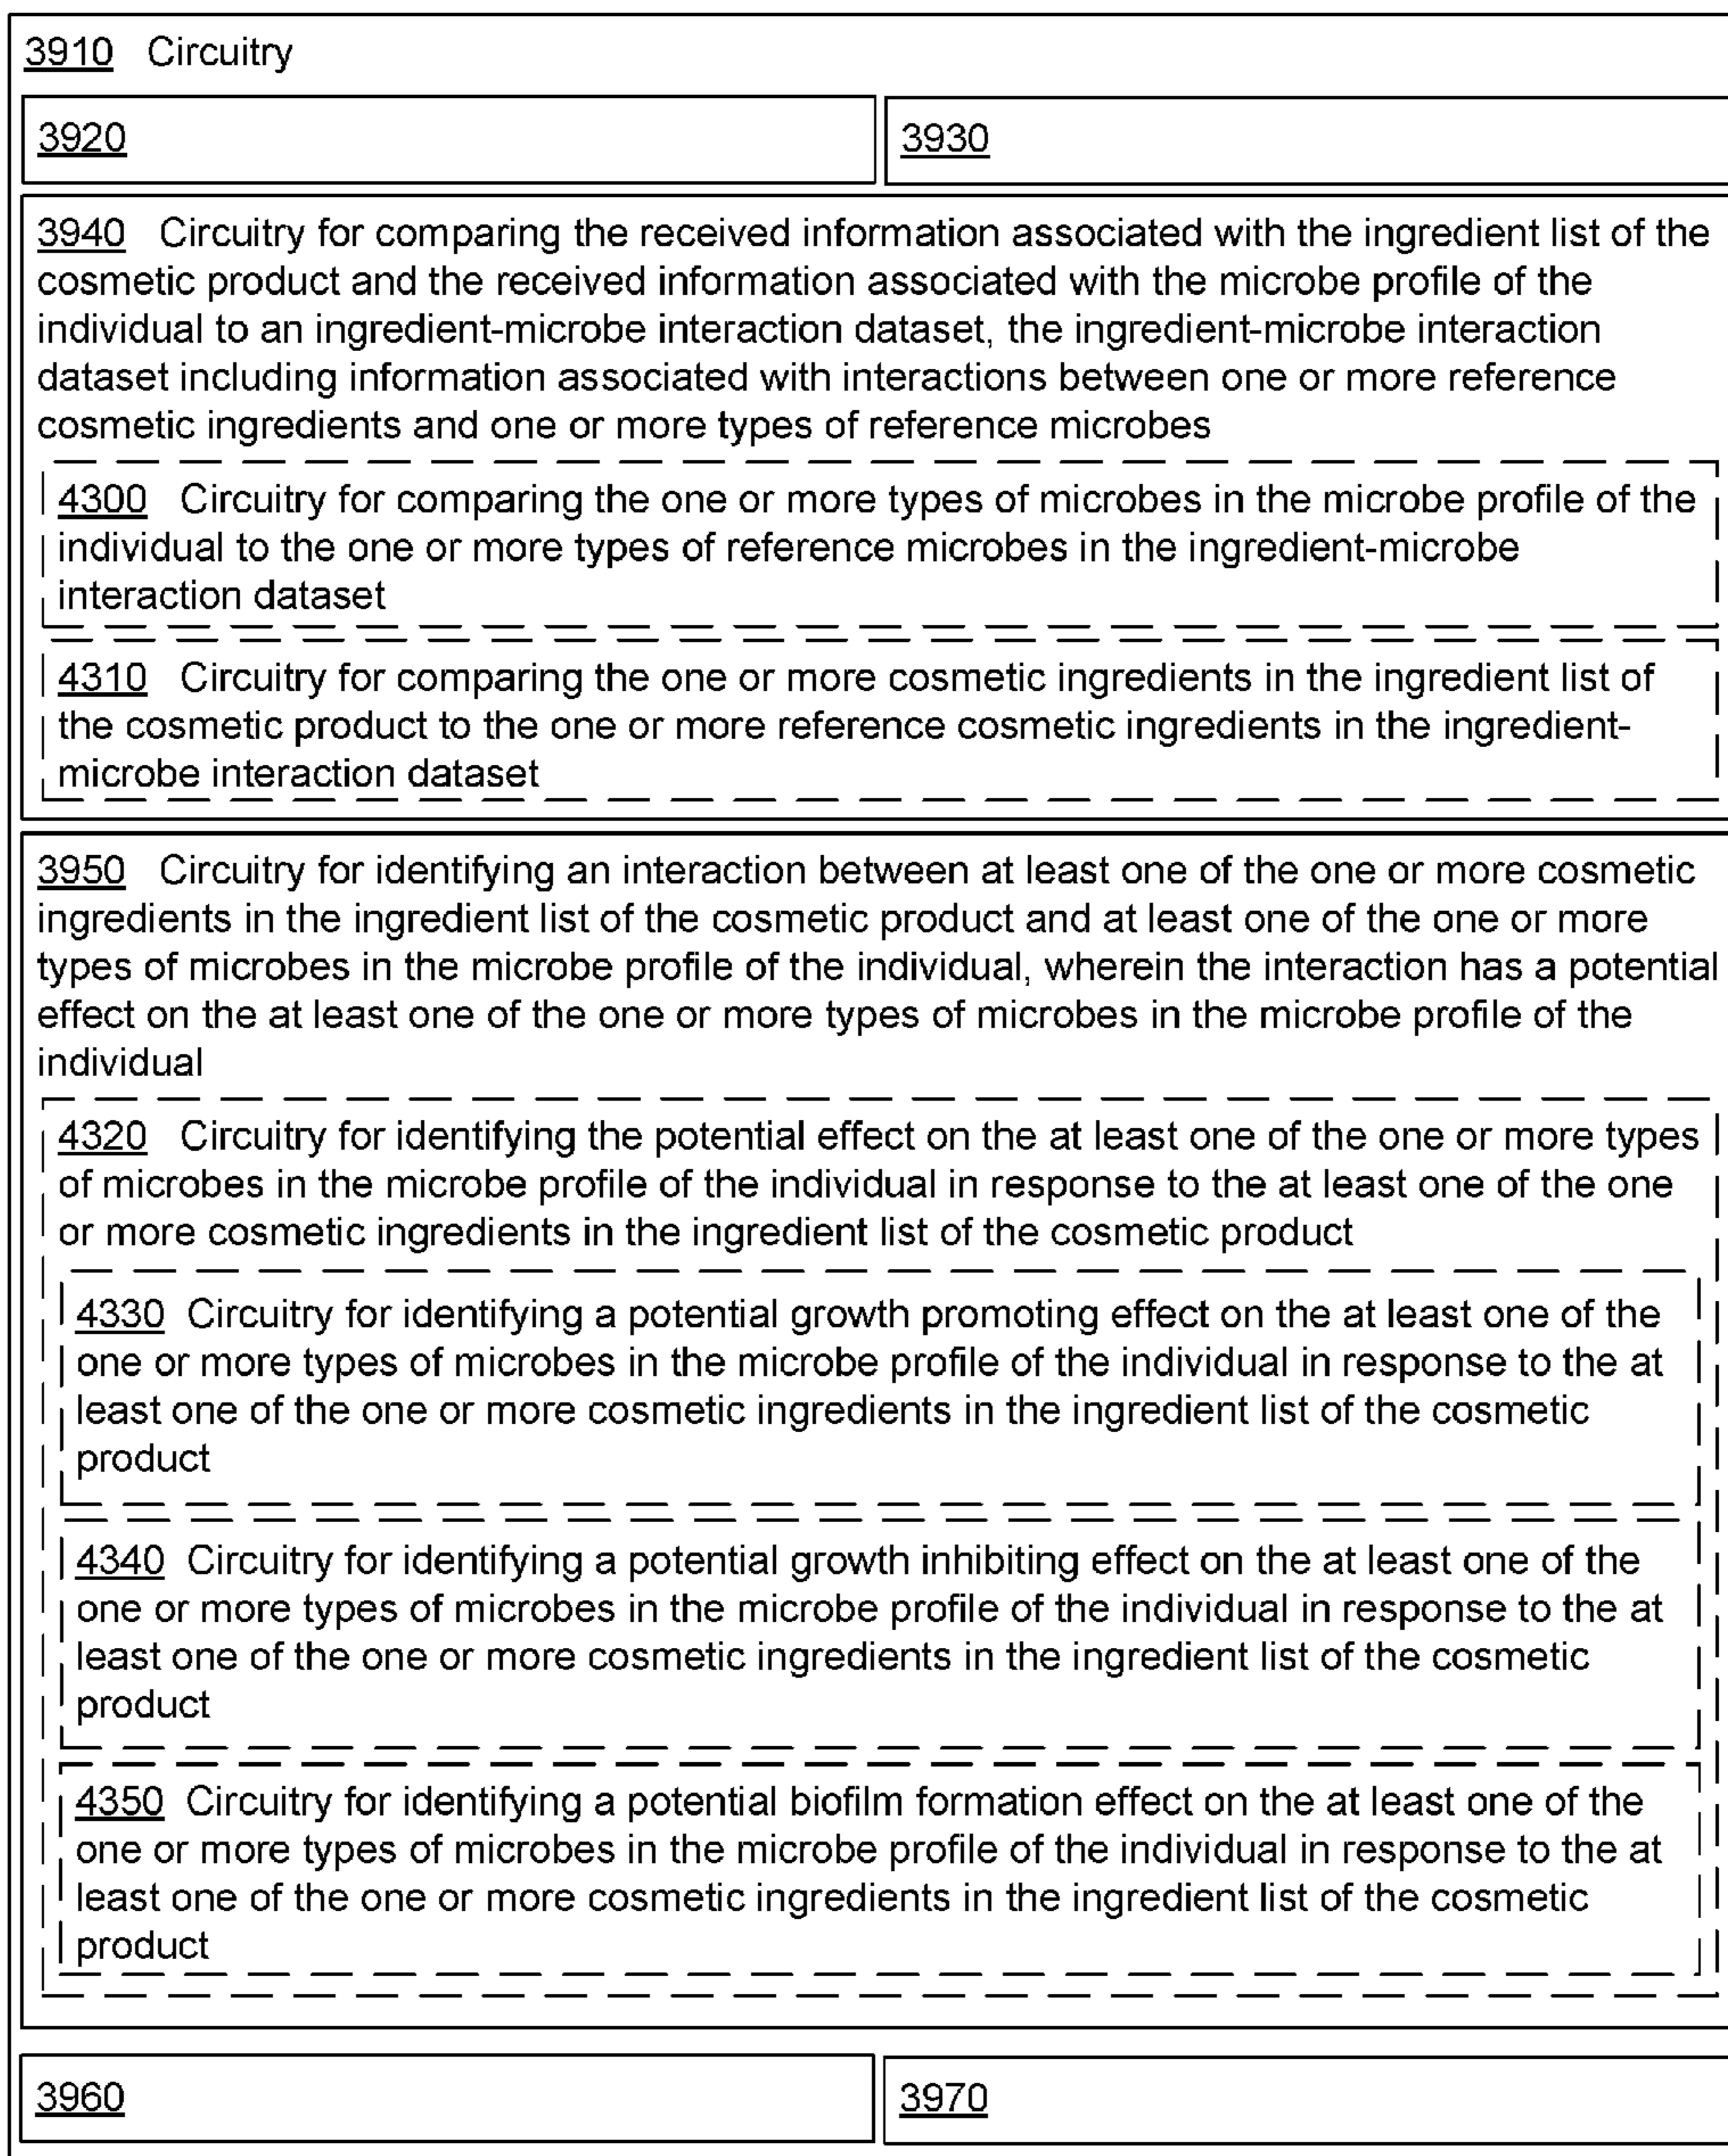 3910 Circuitry
3920
3930
3940 Circuitry for comparing the received information associated with the ingredient list of the
cosmetic product and the received information associated with the microbe profile of the
individual to an ingredient-microbe interaction dataset, the ingredient-microbe interaction
dataset including information associated with interactions between one or more reference
cosmetic ingredients and one or more types of reference microbes
4300 Circuitry for comparing the one or more types of microbes in the microbe profile of the
individual to the one or more types of reference microbes in the ingredient-microbe
interaction dataset
4310 Circuitry for comparing the one or more cosmetic ingredients in the ingredient list of
the cosmetic product to the one or more reference cosmetic ingredients in the ingredient-
microbe interaction dataset
3950 Circuitry for identifying an interaction between at least one of the one or more cosmetic
ingredients in the ingredient list of the cosmetic product and at least one of the one or more
types of microbes in the microbe profile of the individual, wherein the interaction has a potential
effect on the at least one of the one or more types of microbes in the microbe profile of the
individual
4320 Circuitry for identifying the potential effect on the at least one of the one or more types
of microbes in the microbe profile of the individual in response to the at least one of the one
or more cosmetic ingredients in the ingredient list of the cosmetic product
4330 Circuitry for identifying a potential growth promoting effect on the at least one of the
one or more types of microbes in the microbe profile of the individual in response to the at
least one of the one or more cosmetic ingredients in the ingredient list of the cosmetic
product
4340 Circuitry for identifying a potential growth inhibiting effect on the at least one of the
one or more types of microbes in the microbe profile of the individual in response to the at
least one of the one or more cosmetic ingredients in the ingredient list of the cosmetic
product
4350 Circuitry for identifying a potential biofilm formation effect on the at least one of the
one or more types of microbes in the microbe profile of the individual in response to the at
least one of the one or more cosmetic ingredients in the ingredient list of the cosmetic
product
3960
3970